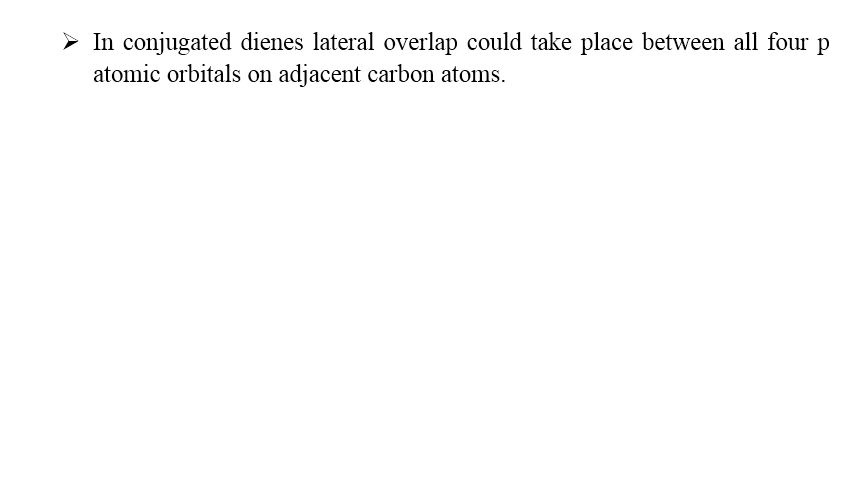 ➢ In conjugated dienes lateral overlap could take place between all four p
atomic orbitals on adjacent carbon atoms.